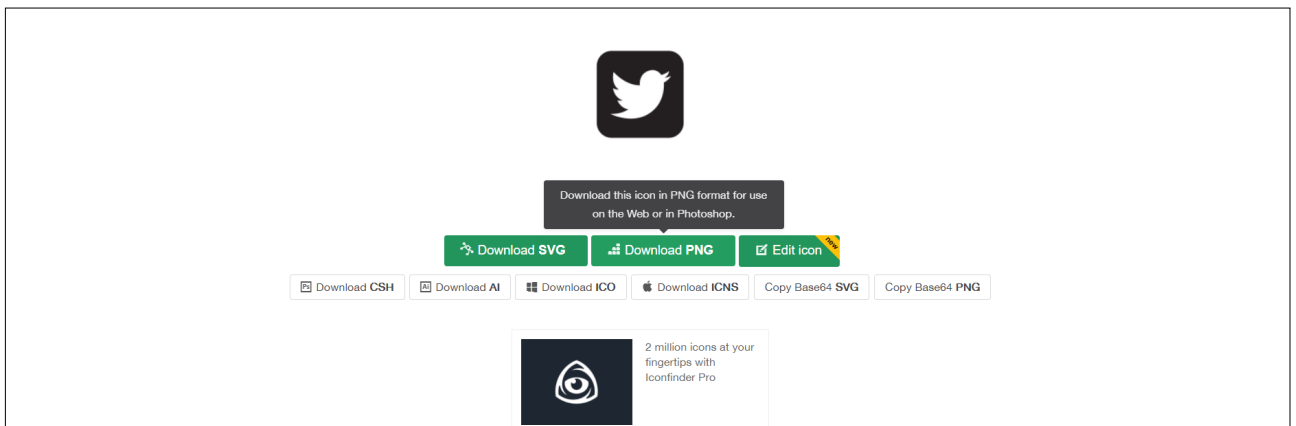 Download this icon in PNG format for use
on the Web or in Photoshop.
Download SVG
Download PNG
Edit icon
new
Ps Download CSH
Ai Download AI
Download ICO
Download ICNS
Copy Base64 SVG
Copy Base64 PNG
2 million icons at your
fingertips with
Iconfinder Pro